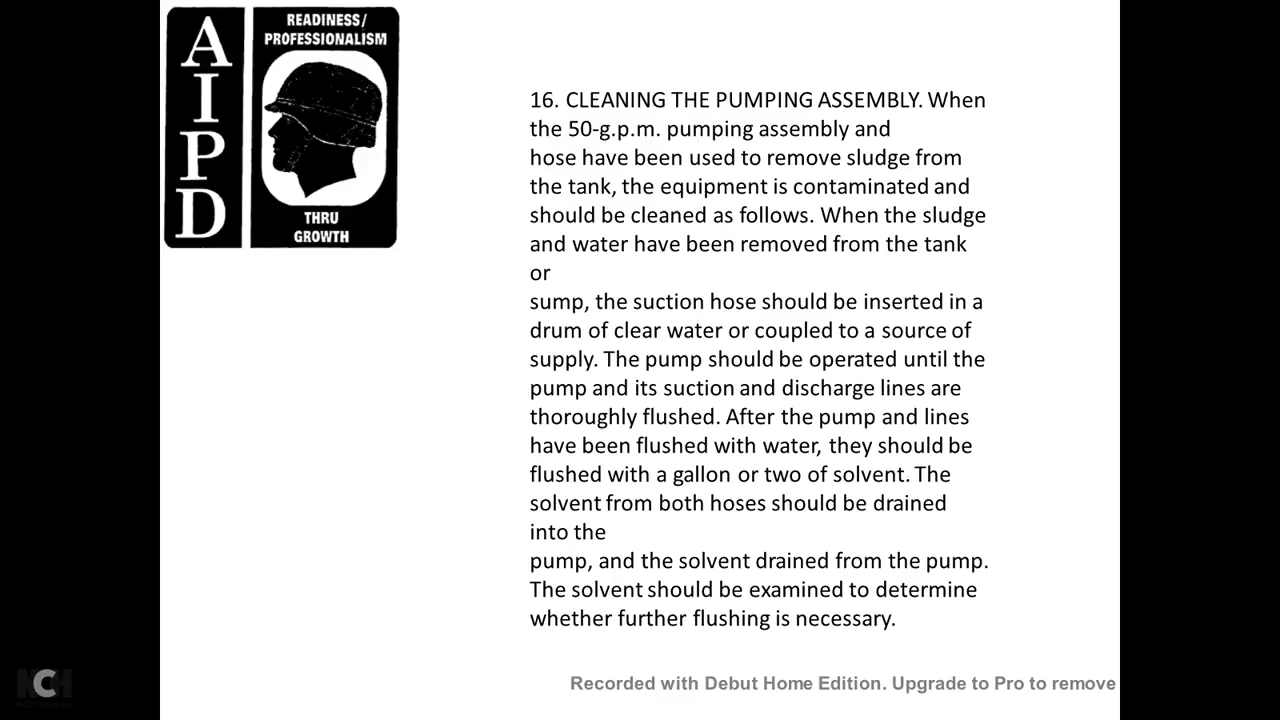 A
I
P
D
READINESS/
PROFESSIONALISM
THRU
GROWTH
16. CLEANING THE PUMPING ASSEMBLY. When
the 50-g.p.m. pumping assembly and
hose have been used to remove sludge from
the tank, the equipment is contaminated and
should be cleaned as follows. When the sludge
and water have been removed from the tank
or
sump, the suction hose should be inserted in a
drum of clear water or coupled to a source of
supply. The pump should be operated until the
pump and its suction and discharge lines are
thoroughly flushed. After the pump and lines
have been flushed with water, they should be
flushed with a gallon or two of solvent. The
solvent from both hoses should be drained
into the
pump, and the solvent drained from the pump.
The solvent should be examined to determine
whether further flushing is necessary.
NCH
Recorded with Debut Home Edition. Upgrade to Pro to remove